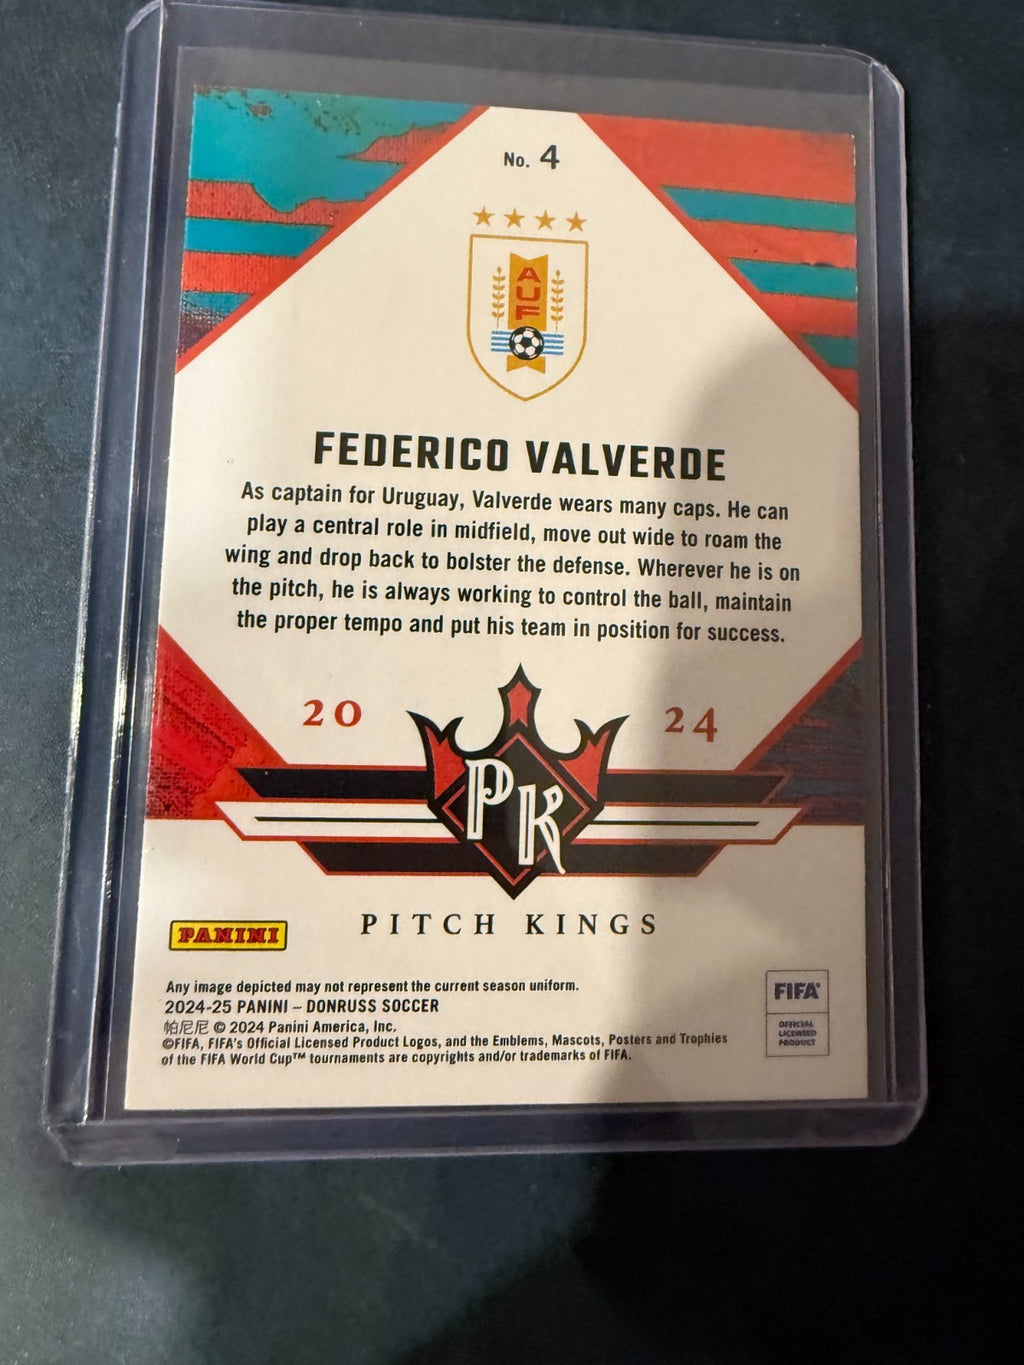 No. 4
AUF
FEDERICO VALVERDE
As captain for Uruguay, Valverde wears many caps. He can
play a central role in midfield, move out wide to roam the
wing and drop back to bolster the defense. Wherever he is on
the pitch, he is always working to control the ball, maintain
the proper tempo and put his team in position for success.
20 24
PK
PITCH KINGS
PANINI
Any image depicted may not represent the current season uniform.
2024-25 PANINI – DONRUSS SOCCER
帕尼尼 © 2024 Panini America, Inc.
©FIFA, FIFA's Official Licensed Product Logos, and the Emblems, Mascots, Posters and Trophies
of the FIFA World Cup™ tournaments are copyrights and/or trademarks of FIFA.
FIFA®
OFFICIAL
LICENSED
PRODUCT